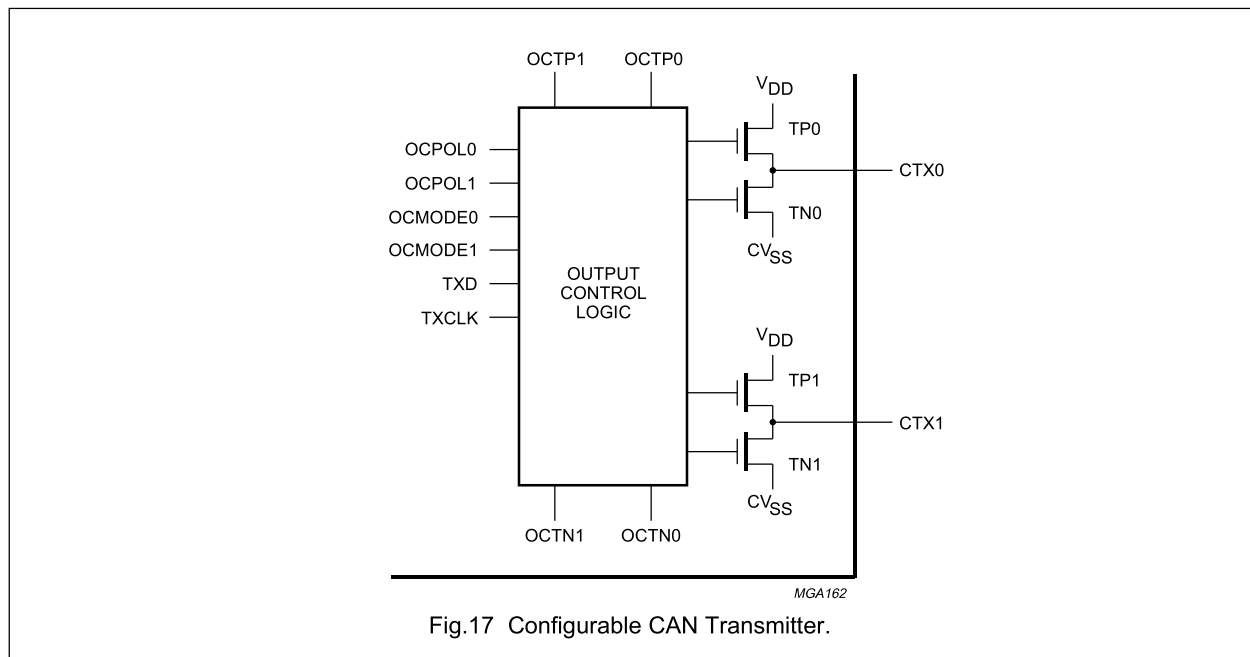 OCTP1
OCTP0
VDD
TP0
OCPOL0
CTX0
OCPOL1
TN0
OCMODE0
CVSS
OCMODE1
TXD
OUTPUT
CONTROL
LOGIC
TXCLK
VDD
TP1
CTX1
TN1
CVSS
OCTN1
OCTN0
MGA162
Fig.17 Configurable CAN Transmitter.